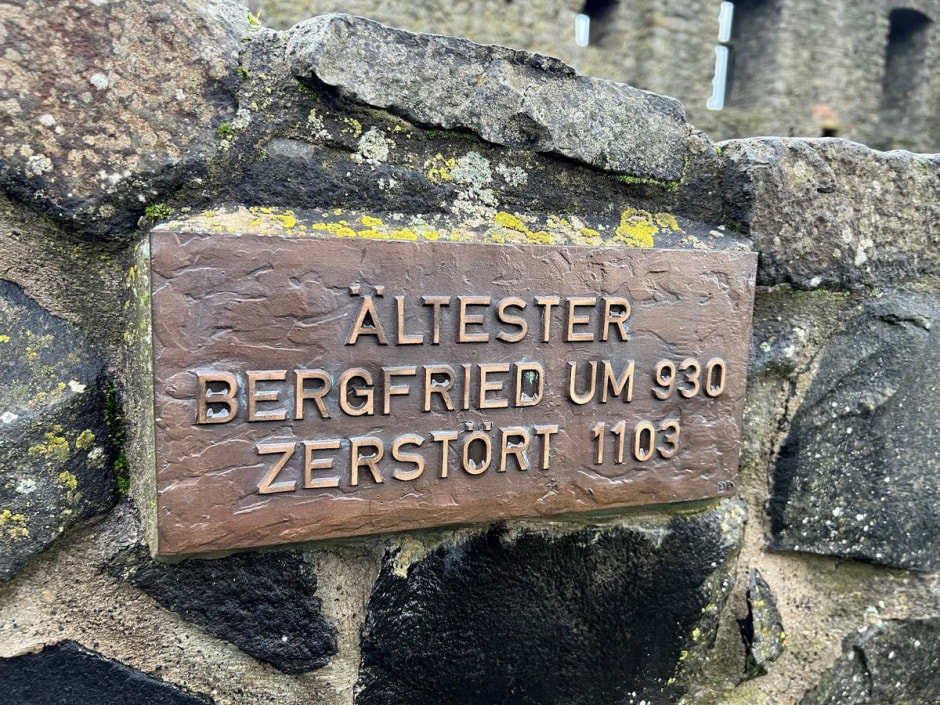 ÄLTESTER
BERGFRIED UM 930
ZERSTÖRT 1103